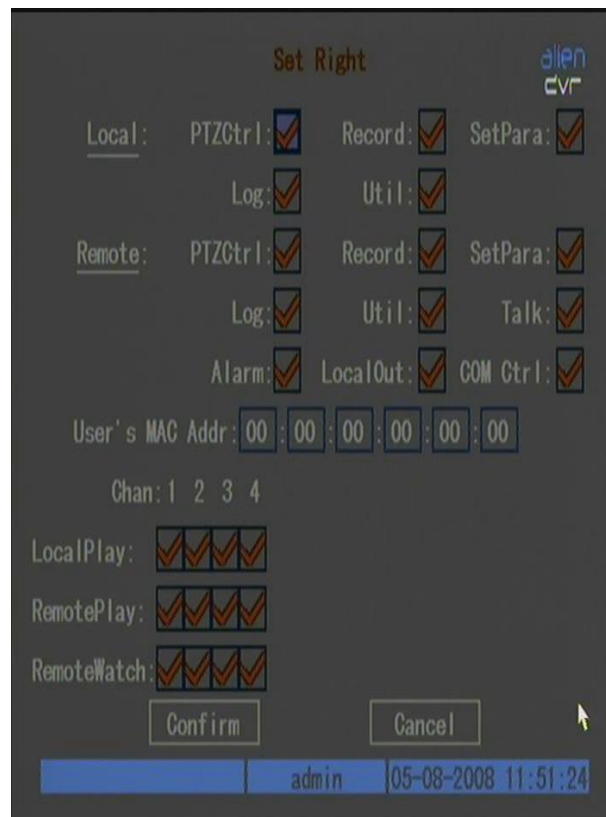 Set Right
alien
dvr
Local: PTZCtrl: Record: SetPara:
Log: Util:
Remote: PTZCtrl: Record: SetPara:
Log: Util: Talk:
Alarm: LocalOut: COM Ctrl:
User's MAC Addr: 00 : 00 : 00 : 00 : 00 : 00
Chan: 1 2 3 4
LocalPlay:
RemotePlay:
RemoteWatch:
Confirm Cancel
admin 05-08-2008 11:51:24